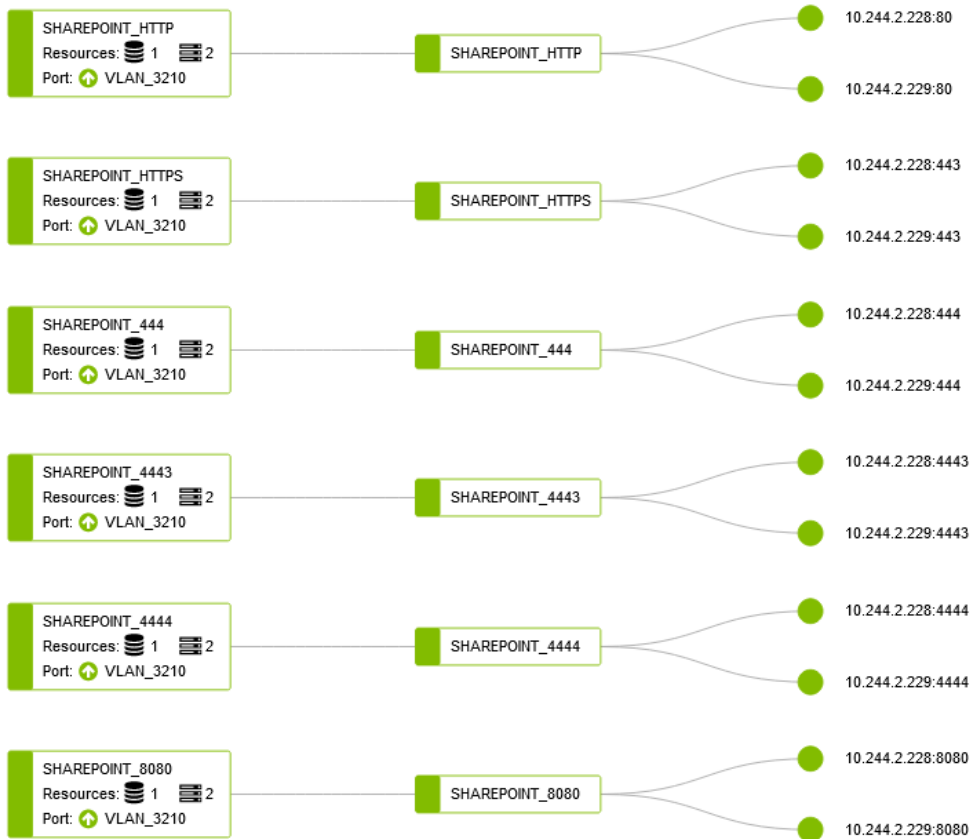 SHAREPOINT_HTTP
Resources: 1 2
Port: VLAN_3210
SHAREPOINT_HTTP
10.244.2.228:80
10.244.2.229:80
SHAREPOINT_HTTPS
Resources: 1 2
Port: VLAN_3210
SHAREPOINT_HTTPS
10.244.2.228:443
10.244.2.229:443
SHAREPOINT_444
Resources: 1 2
Port: VLAN_3210
SHAREPOINT_444
10.244.2.228:444
10.244.2.229:444
SHAREPOINT_4443
Resources: 1 2
Port: VLAN_3210
SHAREPOINT_4443
10.244.2.228:4443
10.244.2.229:4443
SHAREPOINT_4444
Resources: 1 2
Port: VLAN_3210
SHAREPOINT_4444
10.244.2.228:4444
10.244.2.229:4444
SHAREPOINT_8080
Resources: 1 2
Port: VLAN_3210
SHAREPOINT_8080
10.244.2.228:8080
10.244.2.229:8080